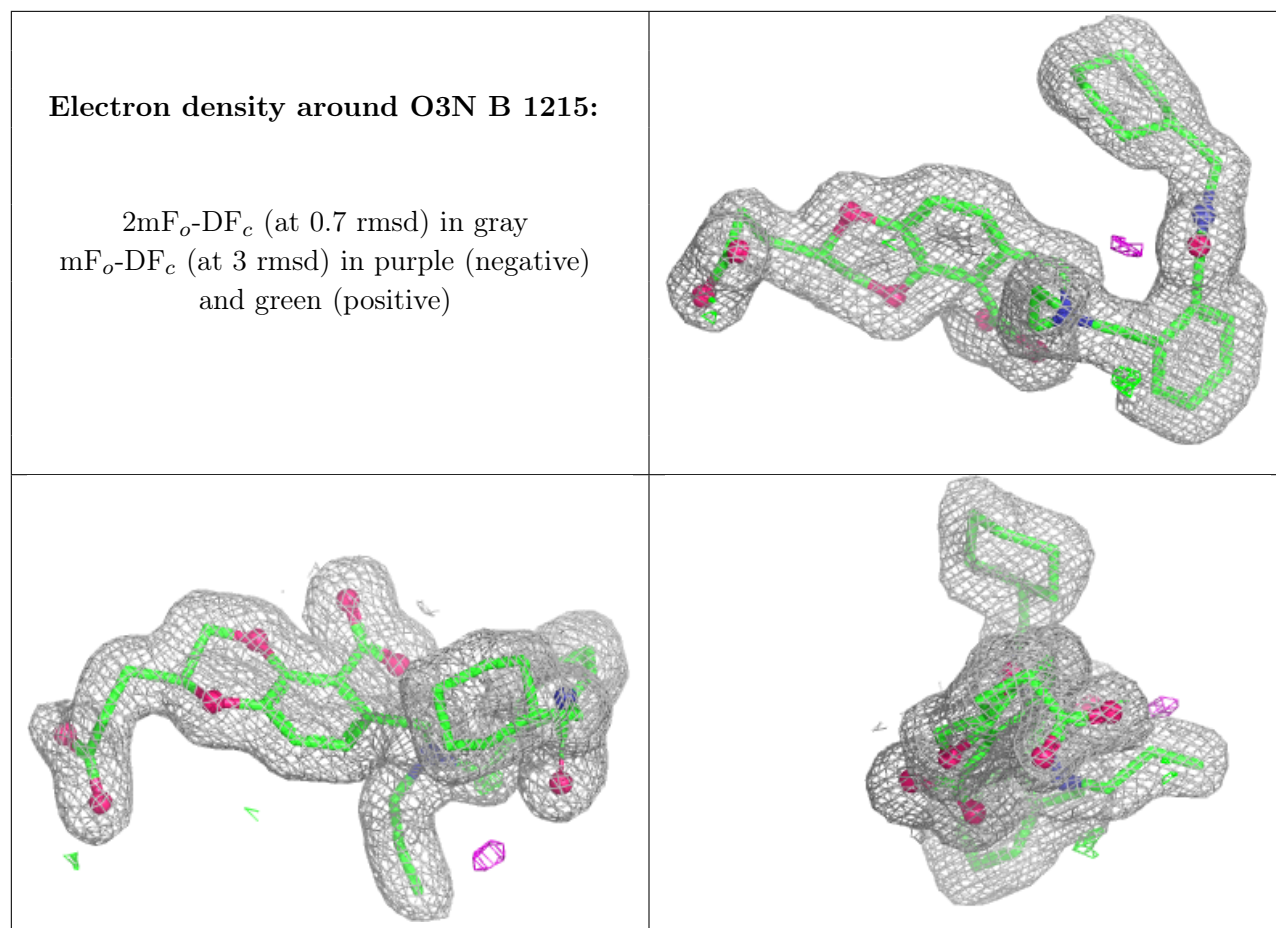 Electron density around O3N B 1215:
2mFo-DFc (at 0.7 rmsd) in gray
mFo-DFc (at 3 rmsd) in purple (negative)
and green (positive)